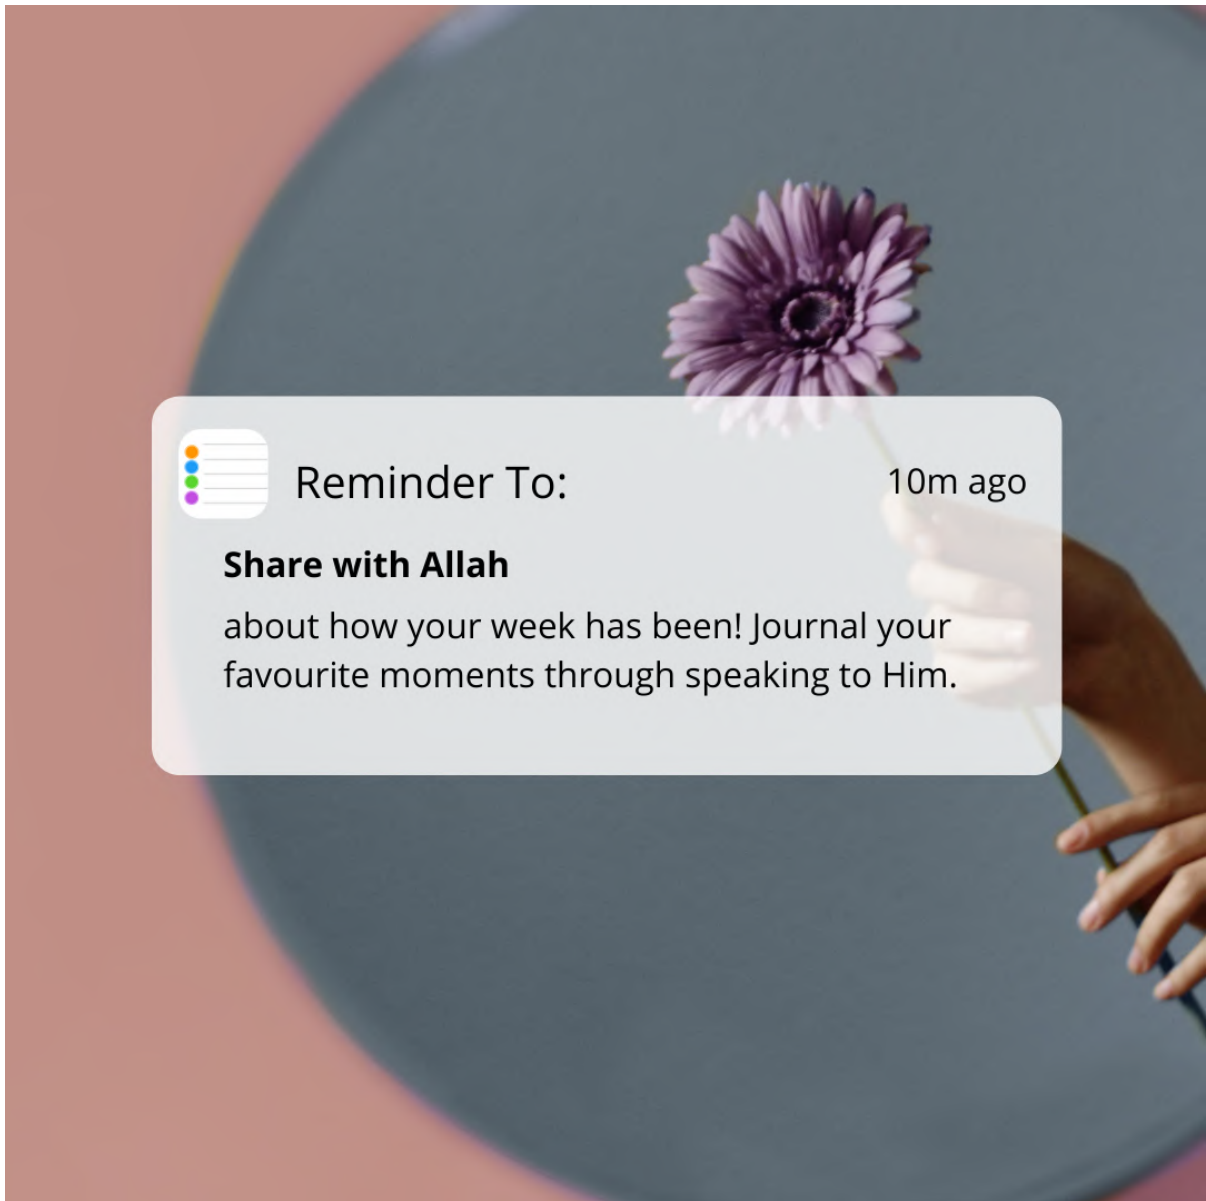 Reminder To:
10m ago
Share with Allah
about how your week has been! Journal your
favourite moments through speaking to Him.